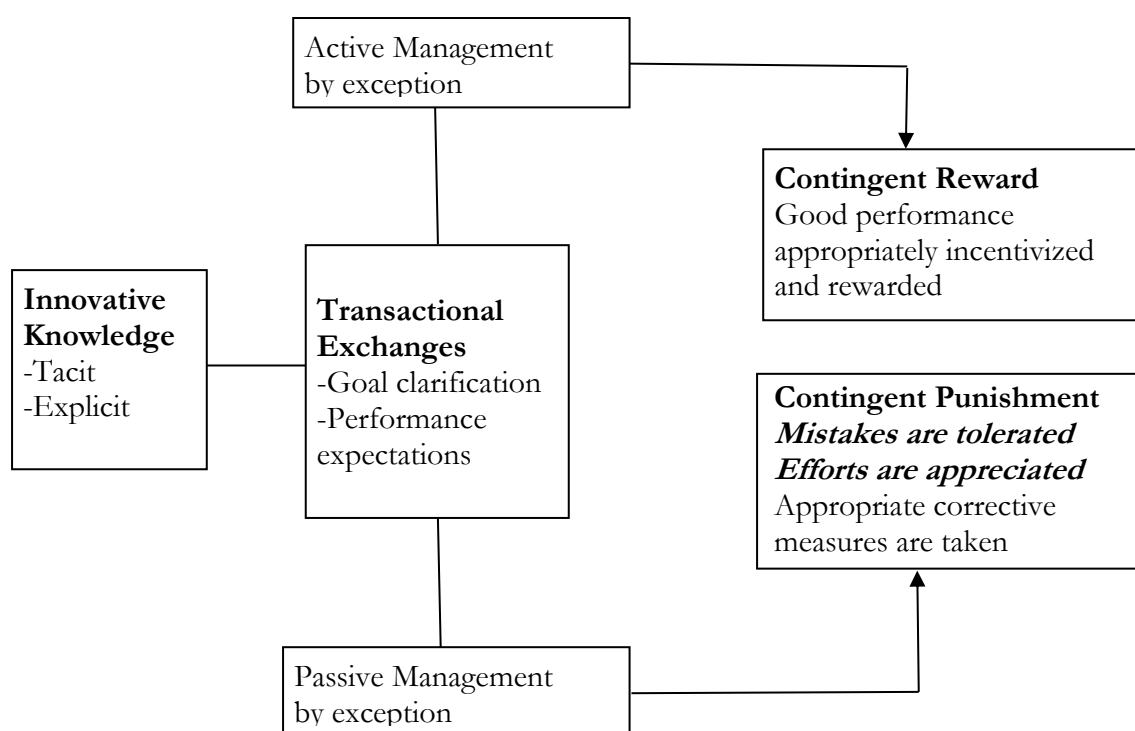 Active Management
by exception
Contingent Reward
Good performance
appropriately incentivized
and rewarded
Innovative
Knowledge
-Tacit
-Explicit
Transactional
Exchanges
-Goal clarification
-Performance
expectations
Contingent Punishment
Mistakes are tolerated
Efforts are appreciated
Appropriate corrective
measures are taken
Passive Management
by exception